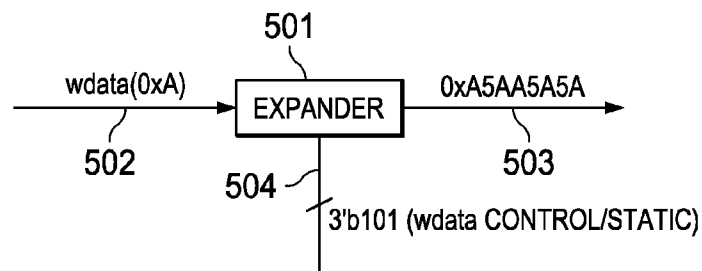 501
wdata(0xA)
EXPANDER
0xA5AA5A5A
502
503
504
3'b101 (wdata CONTROL/STATIC)